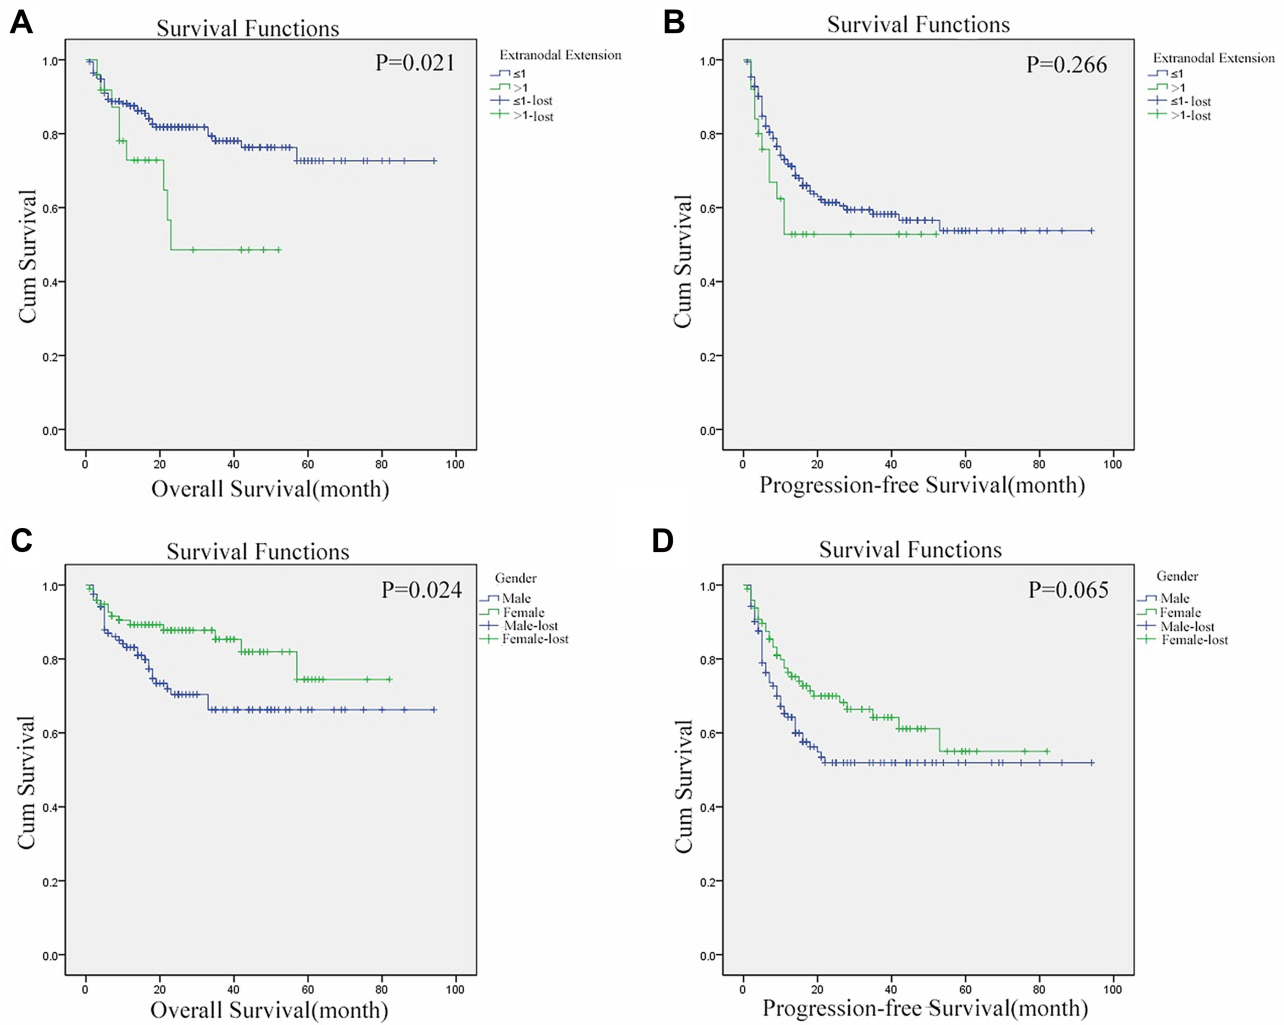 A
Survival Functions
P=0.021
Extranodal Extension
≤1
>1
≤1-lost
>1-lost
Cum Survival
1.0
0.8
0.6
0.4
0.2
0.0
0 20 40 60 80 100
Overall Survival(month)
B
Survival Functions
P=0.266
Extranodal Extension
≤1
>1
≤1-lost
>1-lost
Cum Survival
1.0
0.8
0.6
0.4
0.2
0.0
0 20 40 60 80 100
Progression-free Survival(month)
C
Survival Functions
P=0.024
Gender
Male
Female
Male-lost
Female-lost
Cum Survival
1.0
0.8
0.6
0.4
0.2
0.0
0 20 40 60 80 100
Overall Survival(month)
D
Survival Functions
P=0.065
Gender
Male
Female
Male-lost
Female-lost
Cum Survival
1.0
0.8
0.6
0.4
0.2
0.0
0 20 40 60 80 100
Progression-free Survival(month)